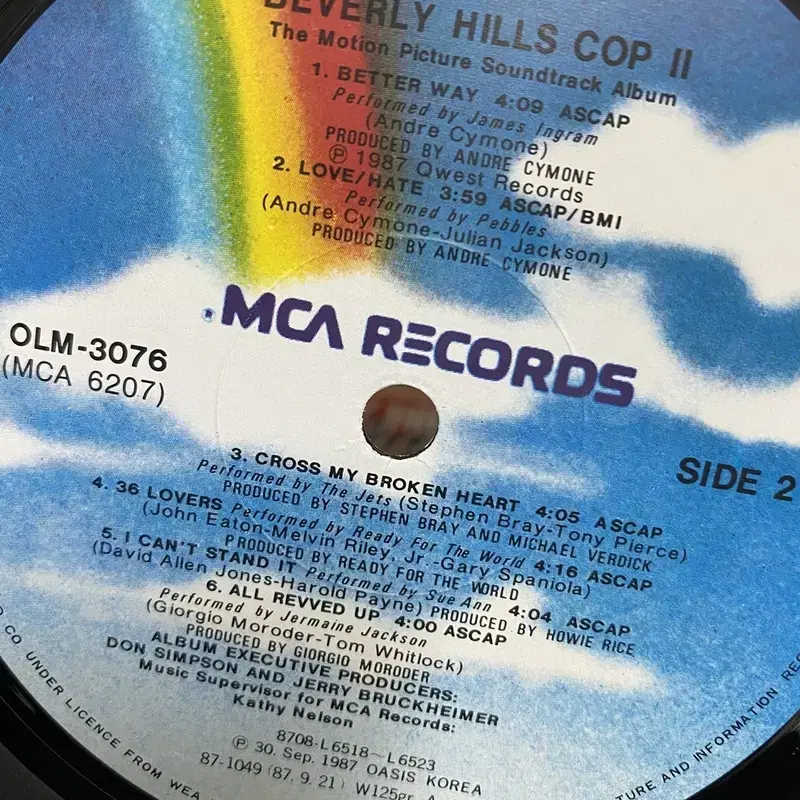 BEVERLY HILLS COP II
The Motion Picture Soundtrack Album
1. BETTER WAY 4:09 ASCAP
Performed by James Ingram
(Andre Cymone)
PRODUCED BY ANDRE CYMONE
℗ 1987 Qwest Records
2. LOVE/HATE 3:59 ASCAP/BMI
Performed by Pebbles
(Andre Cymone-Julian Jackson)
PRODUCED BY ANDRE CYMONE
MCA RECORDS
OLM-3076
(MCA 6207)
SIDE 2
3. CROSS MY BROKEN HEART 4:05 ASCAP
Performed by The Jets (Stephen Bray-Tony Pierce)
PRODUCED BY STEPHEN BRAY AND MICHAEL VERDICK
4. 36 LOVERS Performed by Ready For The World 4:16 ASCAP
(John Eaton-Melvin Riley, Jr.-Gary Spaniola)
PRODUCED BY READY FOR THE WORLD
5. I CAN'T STAND IT Performed by Sue Ann 4:04 ASCAP
(David Allen Jones-Harold Payne) PRODUCED BY HOWIE RICE
6. ALL REVVED UP 4:00 ASCAP
Performed by Jermaine Jackson
(Giorgio Moroder-Tom Whitlock)
PRODUCED BY GIORGIO MORODER
ALBUM EXECUTIVE PRODUCERS:
DON SIMPSON AND JERRY BRUCKHEIMER
Music Supervisor for MCA Records:
Kathy Nelson
8708-L6518—L6523
℗ 30. Sep. 1987 OASIS KOREA
87-1049 (87. 9. 21) W125gr.
CO. UNDER LICENCE FROM WEA
AND INFORMATION